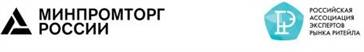 МИНПРОМТОРГ
РОССИИ
РОССИЙСКАЯ
АССОЦИАЦИЯ
ЭКСПЕРТОВ
РЫНКА РИТЕЙЛА